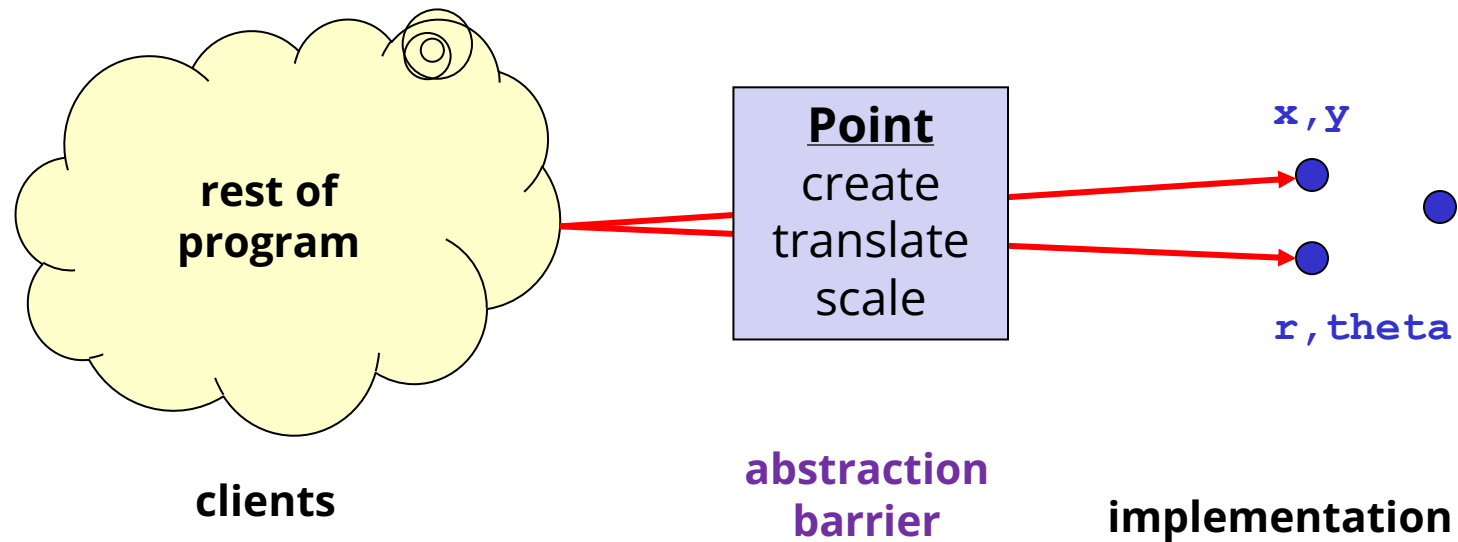 rest of
program
clients
Point
create
translate
scale
abstraction
barrier
x,y
r,theta
implementation